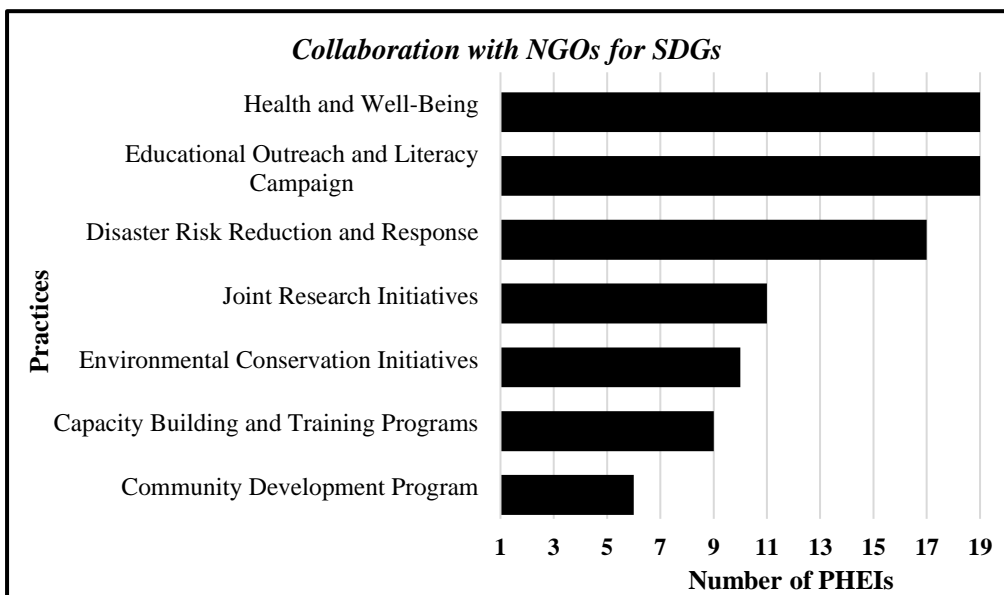 Collaboration with NGOs for SDGs
Health and Well-Being
Educational Outreach and Literacy
Campaign
Disaster Risk Reduction and Response
Joint Research Initiatives
Environmental Conservation Initiatives
Capacity Building and Training Programs
Community Development Program
Practices
1 3 5 7 9 11 13 15 17 19
Number of PHEIs